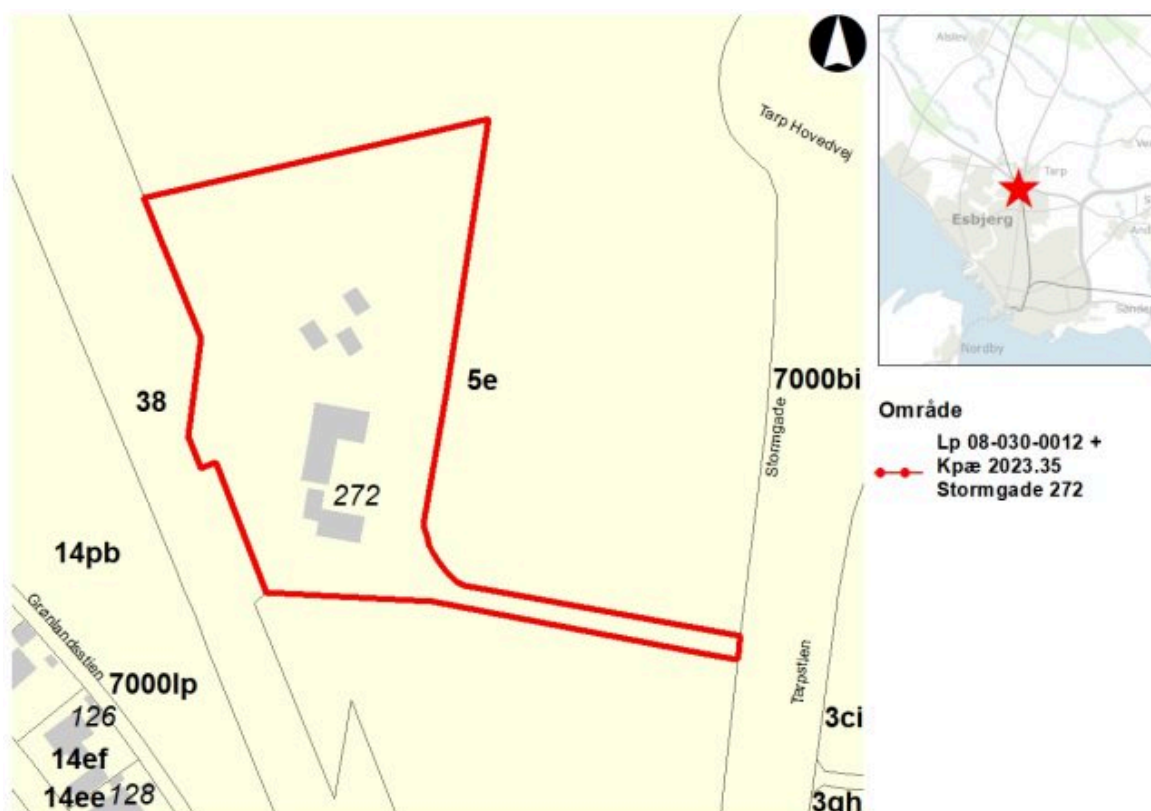 Tarp Hovedvej
38
5e
7000bi
Stormgade
272
14pb
Grønlandsstien
7000lp
126
14ef
14ee
128
Tarpstien
3ci
3gh
Alslev
Tarp
Esbjerg
Nordby
Område
Lp 08-030-0012 +
Kpæ 2023.35
Stormgade 272